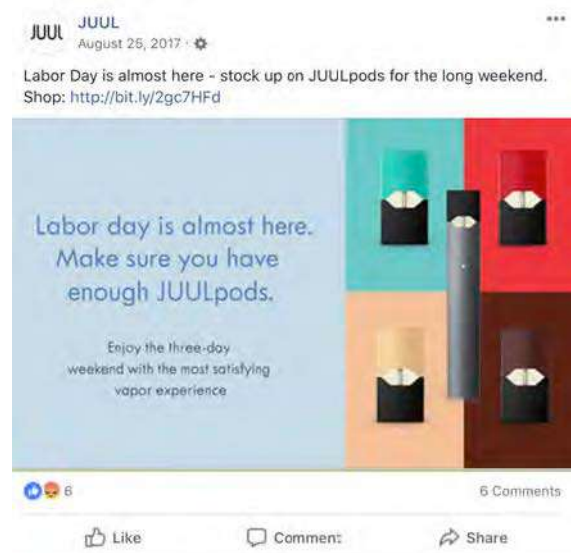 JUUL
JUUL
August 25, 2017 ·
Labor Day is almost here - stock up on JUULpods for the long weekend.
Shop: http://bit.ly/2gc7HFd
Labor day is almost here.
Make sure you have
enough JUULpods.
Enjoy the three-day
weekend with the most satisfying
vapor experience
6
6 Comments
Like
Comment
Share